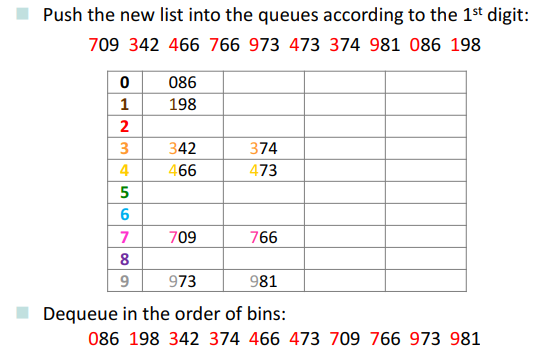 Push the new list into the queues according to the 1st digit:
709 342 466 766 973 473 374 981 086 198
0 086
1 198
2
3 342 374
4 466 473
5
6
7 709 766
8
9 973 981
Dequeue in the order of bins:
086 198 342 374 466 473 709 766 973 981